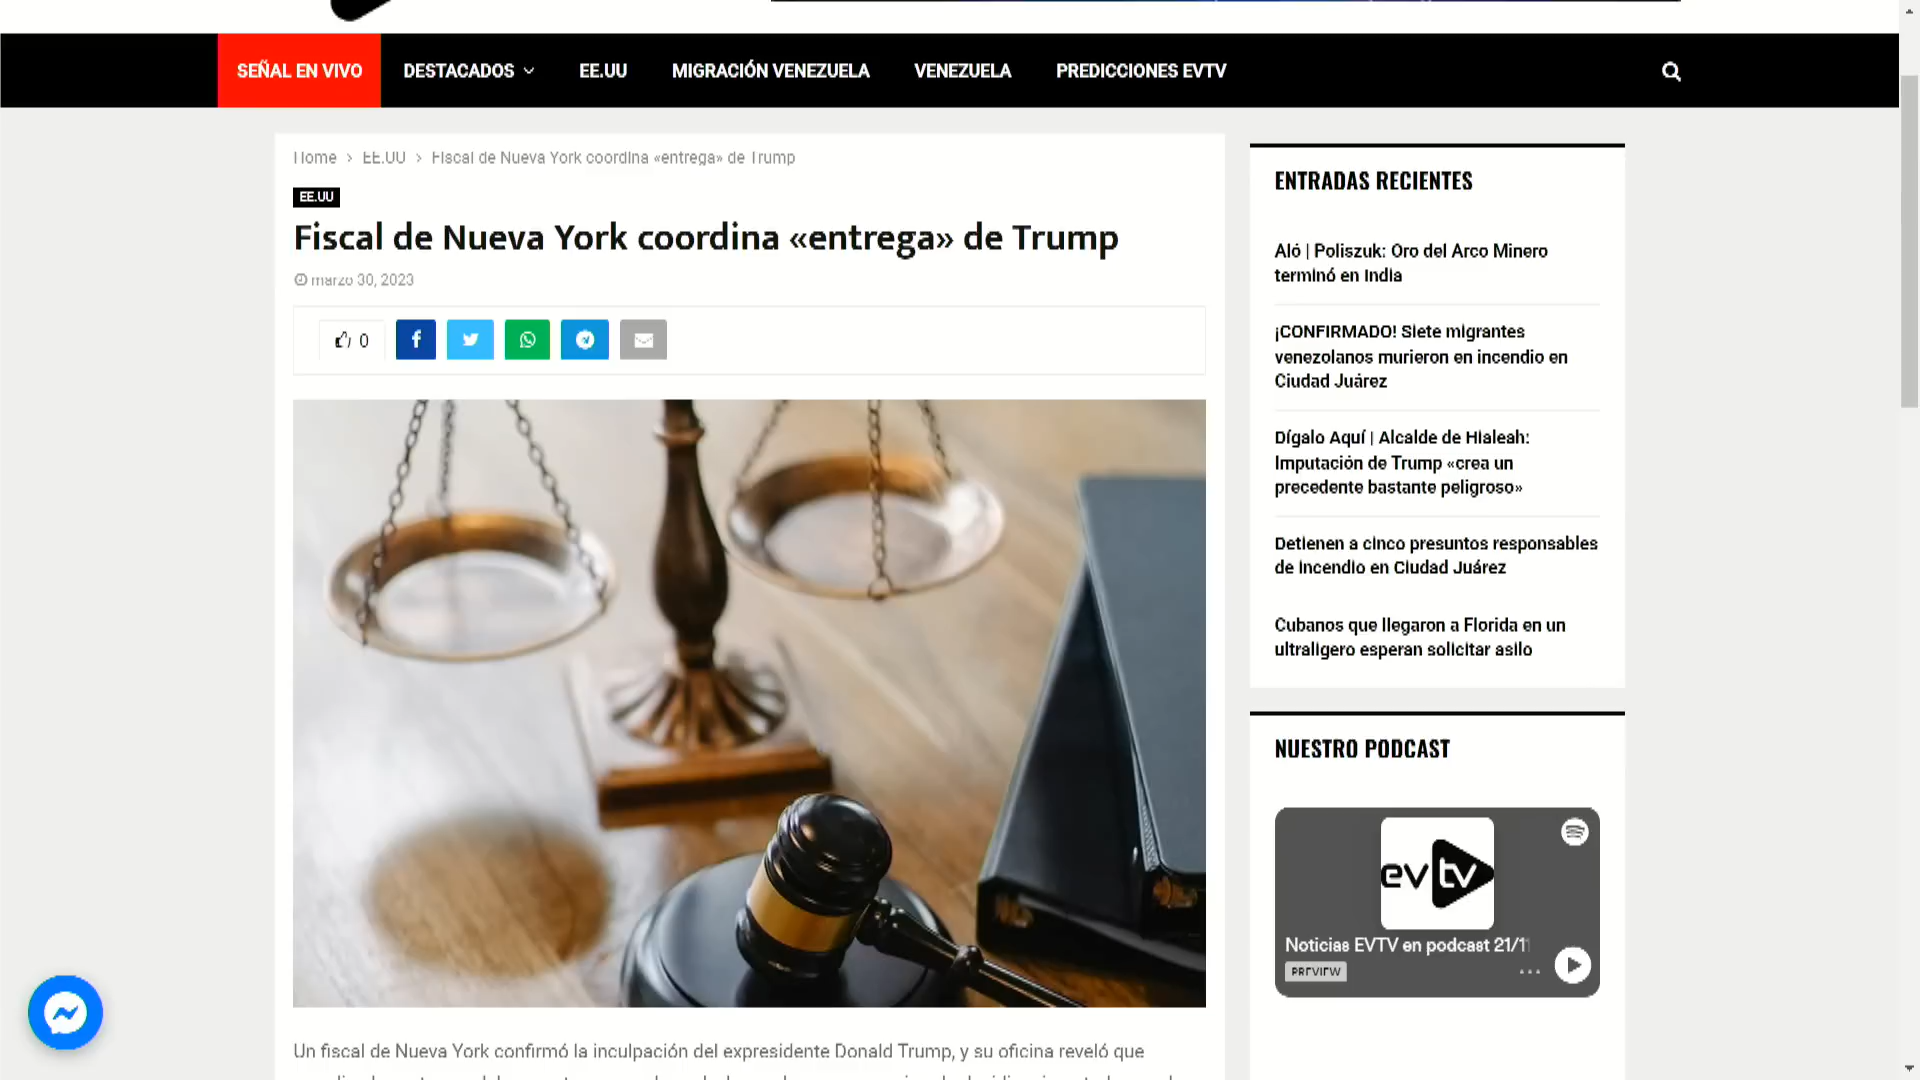 SEÑAL EN VIVO
DESTACADOS
EE.UU
MIGRACIÓN VENEZUELA
VENEZUELA
PREDICCIONES EVTV
Home > EE.UU > Fiscal de Nueva York coordina «entrega» de Trump
EE.UU
Fiscal de Nueva York coordina «entrega» de Trump
marzo 30, 2023
0
Un fiscal de Nueva York confirmó la inculpación del expresidente Donald Trump, y su oficina reveló que
ENTRADAS RECIENTES
Aló | Poliszuk: Oro del Arco Minero
terminó en India
¡CONFIRMADO! Siete migrantes
venezolanos murieron en incendio en
Ciudad Juárez
Dígalo Aquí | Alcalde de Hialeah:
Imputación de Trump «crea un
precedente bastante peligroso»
Detienen a cinco presuntos responsables
de incendio en Ciudad Juárez
Cubanos que llegaron a Florida en un
ultraligero esperan solicitar asilo
NUESTRO PODCAST
evtv
Noticias EVTV en podcast 21/11
PREVIEW